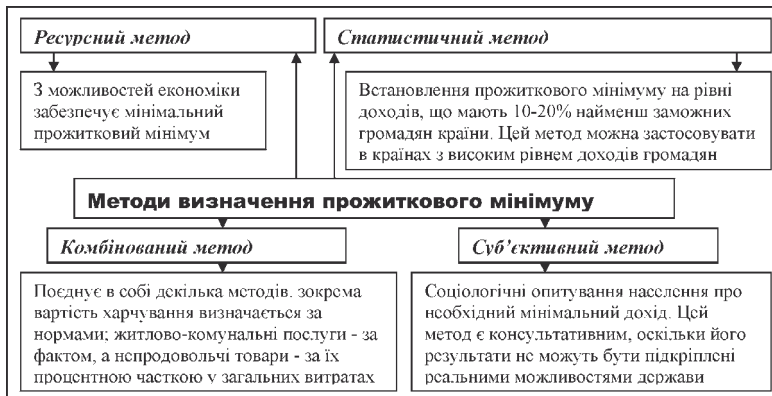 Ресурсний метод
Статистичний метод
З можливостей економіки
забезпечує мінімальний
прожитковий мінімум
Встановлення прожиткового мінімуму на рівні
доходів, що мають 10-20% найменш заможних
громадян країни. Цей метод можна застосовувати
в країнах з високим рівнем доходів громадян
Методи визначення прожиткового мінімуму
Комбінований метод
Суб’єктивний метод
Поєднує в собі декілька методів. зокрема
вартість харчування визначається за
нормами; житлово-комунальні послуги - за
фактом, а непродовольчі товари - за їх
процентною часткою у загальних витратах
Соціологічні опитування населення про
необхідний мінімальний дохід. Цей
метод є консультативним, оскільки його
результати не можуть бути підкріплені
реальними можливостями держави